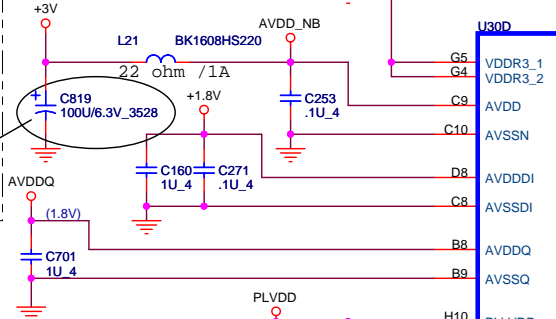 +3V
AVDD_NB
U30D
L21 BK1608HS220
22 ohm /1A
G5 VDDR3_1
G4 VDDR3_2
+
C819
100U/6.3V_3528
+1.8V
C253
.1U_4
C9 AVDD
C10 AVSSN
C160
1U_4
C271
.1U_4
D8 AVDDDI
AVDDQ
C8 AVSSDI
(1.8V)
B8 AVDDQ
C701
1U_4
B9 AVSSQ
PLVDD
H10